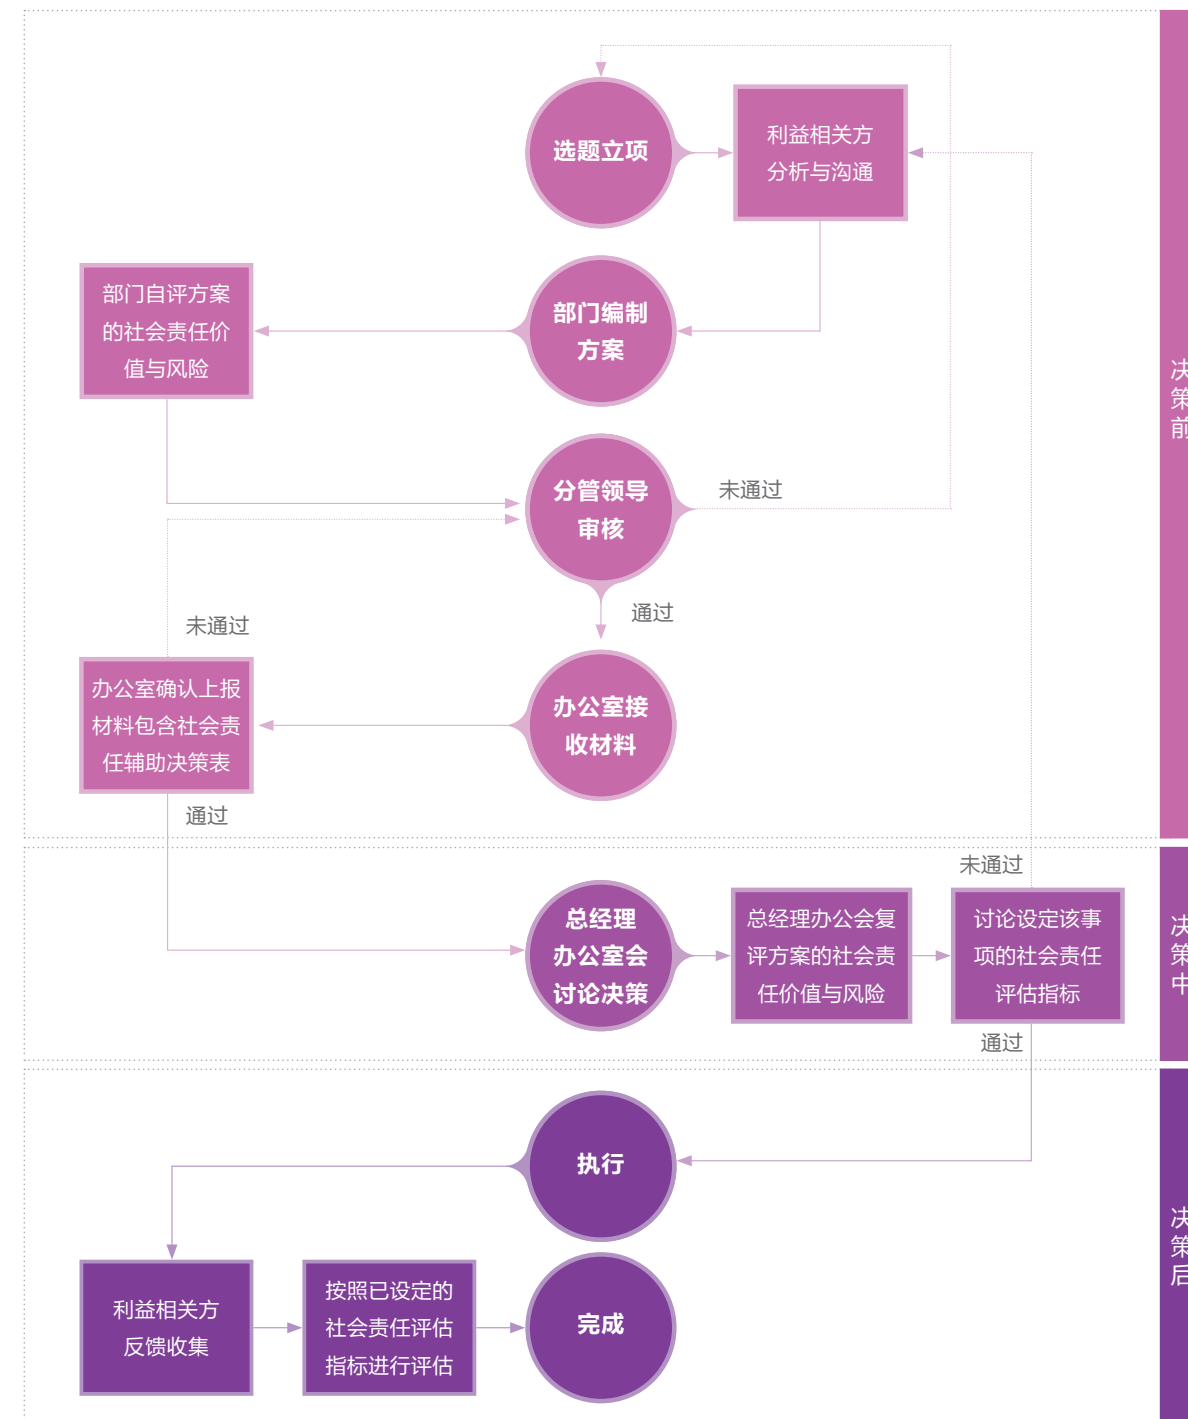 选题立项
利益相关方
分析与沟通
部门自评方案
的社会责任价
值与风险
部门编制
方案
决
策
前
分管领导
审核
未通过
通过
未通过
办公室确认上报
材料包含社会责
任辅助决策表
办公室接
收材料
通过
未通过
总经理
办公室会
讨论决策
总经理办公会复
评方案的社会责
任价值与风险
讨论设定该事
项的社会责任
评估指标
决
策
中
通过
执行
决
策
后
利益相关方
反馈收集
按照已设定的
社会责任评估
指标进行评估
完成